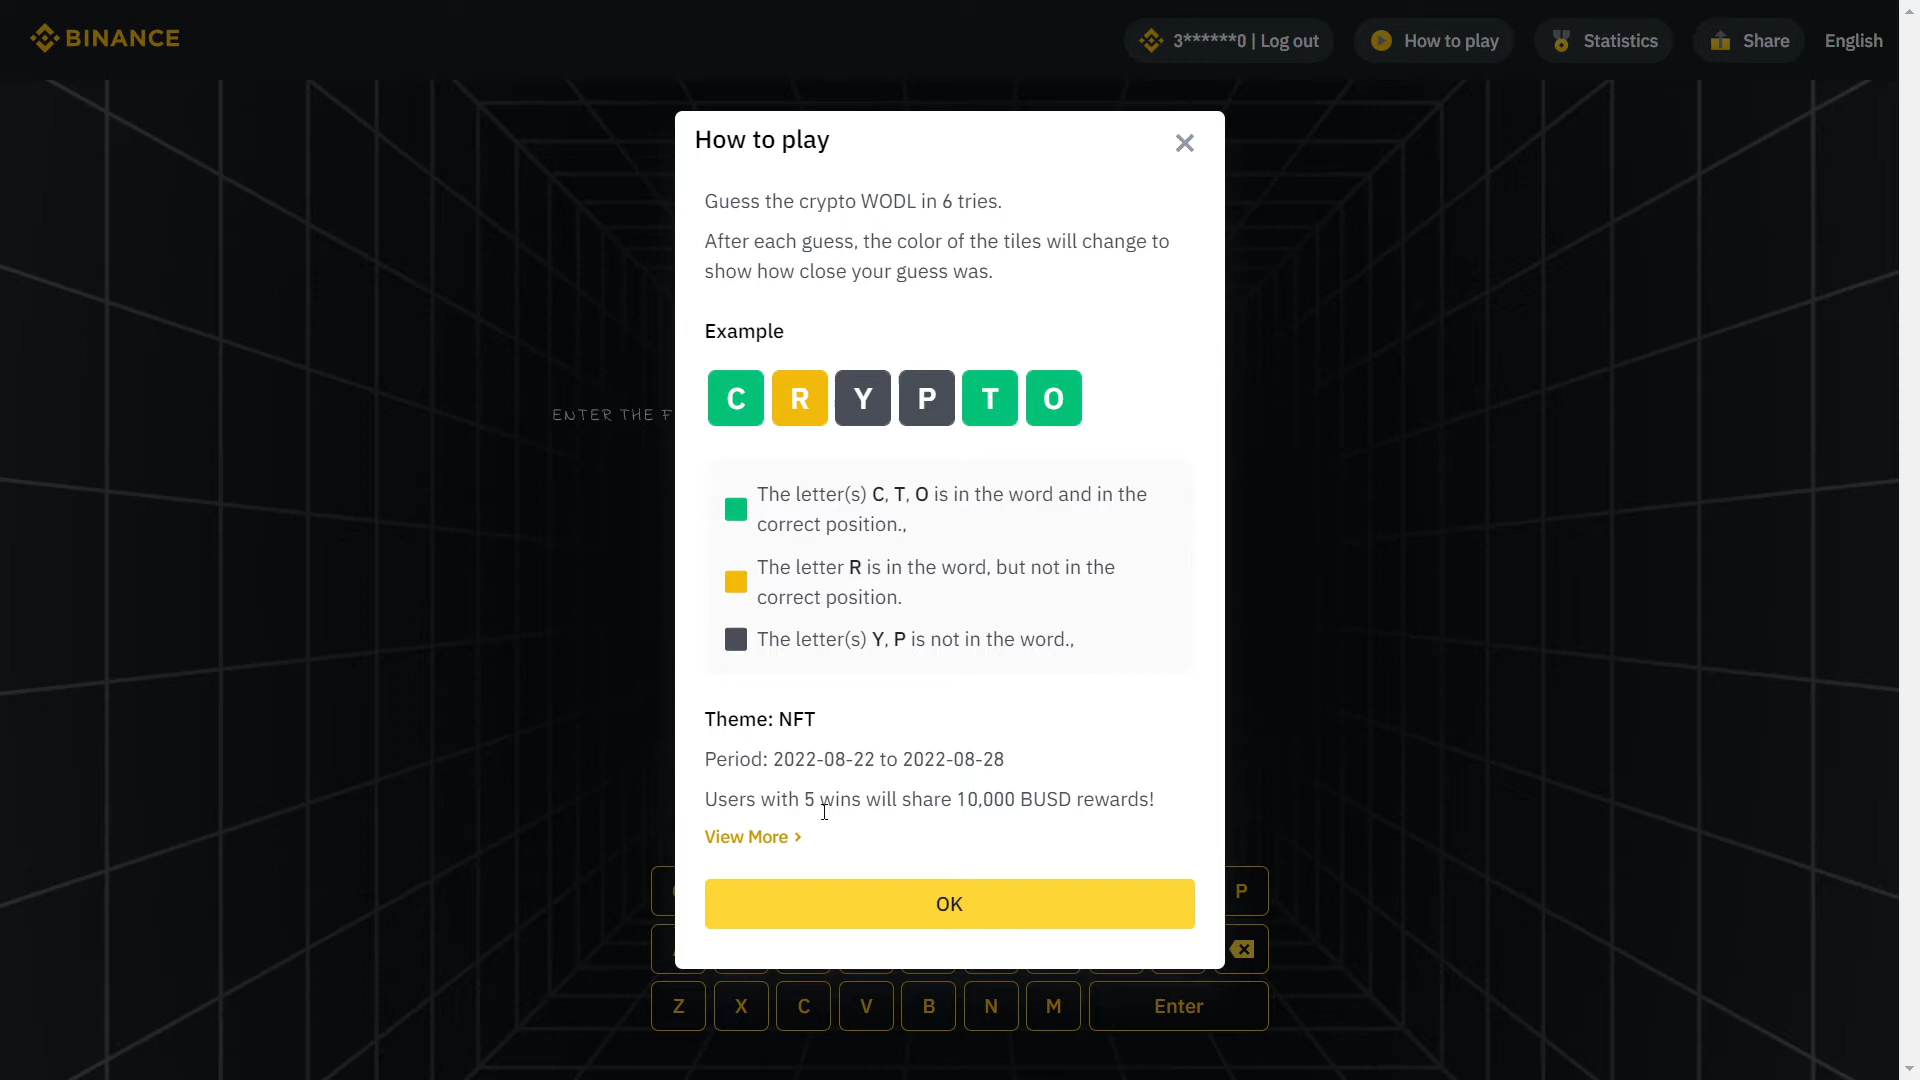 BINANCE
3******0 | Log out
How to play
Statistics
Share
English
How to play
Guess the crypto WODL in 6 tries.
After each guess, the color of the tiles will change to
show how close your guess was.
Example
C R Y P T O
ENTER THE F
The letter(s) C, T, O is in the word and in the
correct position.,
The letter R is in the word, but not in the
correct position.
The letter(s) Y, P is not in the word.,
Theme: NFT
Period: 2022-08-22 to 2022-08-28
Users with 5 wins will share 10,000 BUSD rewards!
View More >
P
OK
Z X C V B N M Enter